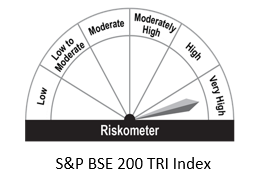 Low
Low to
Moderate
Moderate
Moderately
High
High
Very High
Riskometer
S&P BSE 200 TRI Index